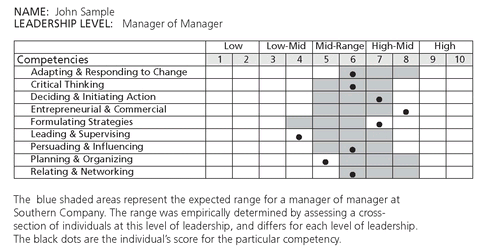 NAME: John Sample
LEADERSHIP LEVEL: Manager of Manager
Low Low-Mid Mid-Range High-Mid High
Competencies 1 2 3 4 5 6 7 8 9 10
Adapting & Responding to Change
Critical Thinking
Deciding & Initiating Action
Entrepreneurial & Commercial
Formulating Strategies
Leading & Supervising
Persuading & Influencing
Planning & Organizing
Relating & Networking
The blue shaded areas represent the expected range for a manager of manager at
Southern Company. The range was empirically determined by assessing a cross-
section of individuals at this level of leadership, and differs for each level of leadership.
The black dots are the individual's score for the particular competency.